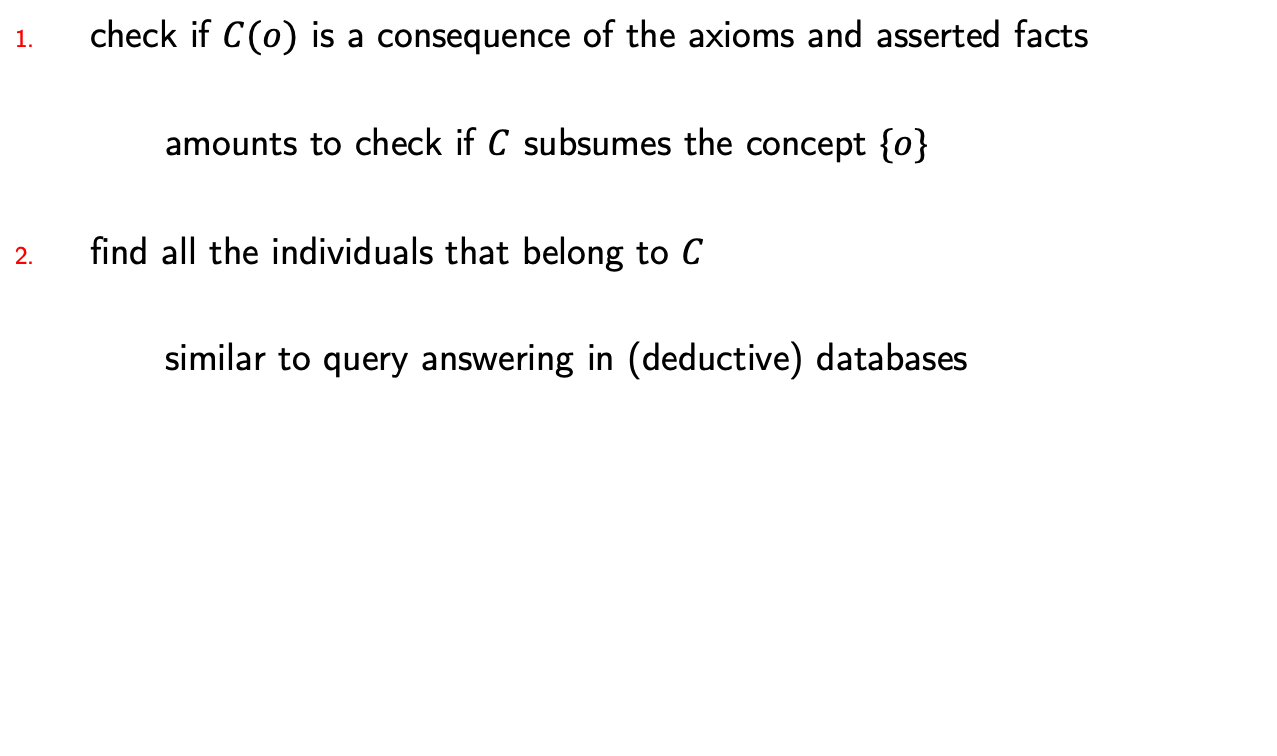 1. check if C(o) is a consequence of the axioms and asserted facts
amounts to check if C subsumes the concept {o}
2. find all the individuals that belong to C
similar to query answering in (deductive) databases